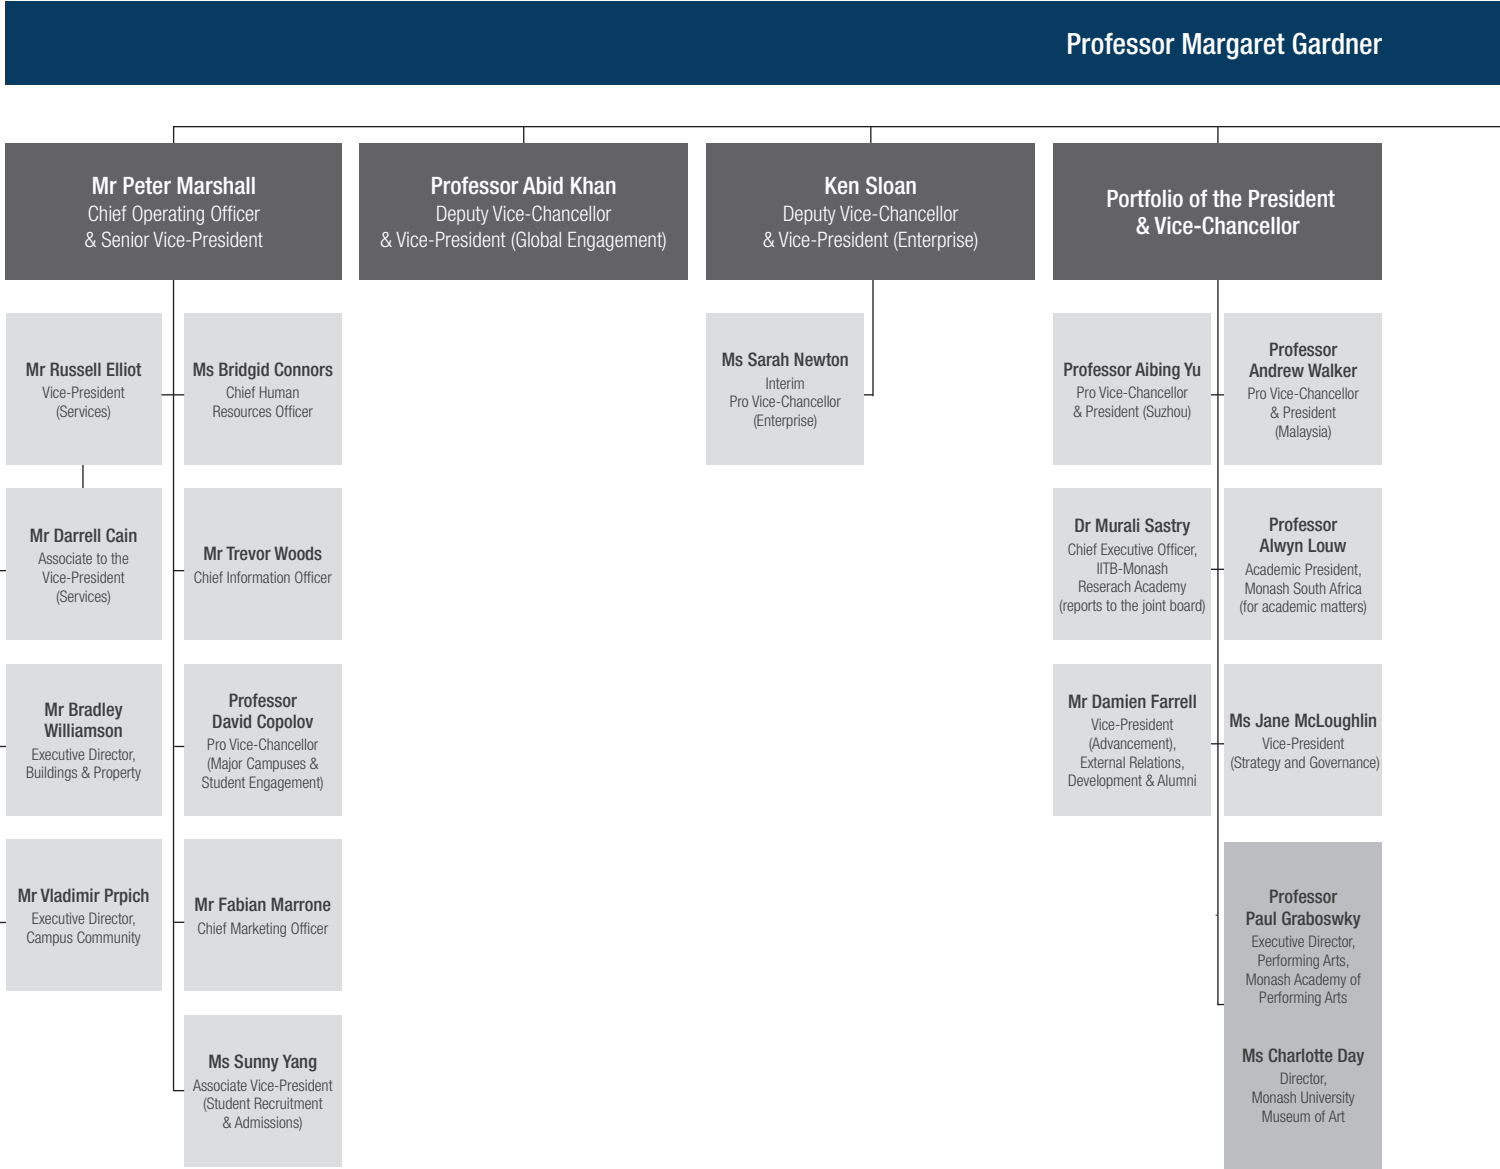 Professor Margaret Gardner
Mr Peter Marshall
Chief Operating Officer
& Senior Vice-President
Professor Abid Khan
Deputy Vice-Chancellor
& Vice-President (Global Engagement)
Ken Sloan
Deputy Vice-Chancellor
& Vice-President (Enterprise)
Portfolio of the President
& Vice-Chancellor
Mr Russell Elliot
Vice-President
(Services)
Ms Bridgid Connors
Chief Human
Resources Officer
Ms Sarah Newton
Interim
Pro Vice-Chancellor
(Enterprise)
Professor Aibing Yu
Pro Vice-Chancellor
& President (Suzhou)
Professor
Andrew Walker
Pro Vice-Chancellor
& President
(Malaysia)
Mr Darrell Cain
Associate to the
Vice-President
(Services)
Mr Trevor Woods
Chief Information Officer
Dr Murali Sastry
Chief Executive Officer,
IITB-Monash
Reserach Academy
(reports to the joint board)
Professor
Alwyn Louw
Academic President,
Monash South Africa
(for academic matters)
Mr Bradley
Williamson
Executive Director,
Buildings & Property
Professor
David Copolov
Pro Vice-Chancellor
(Major Campuses &
Student Engagement)
Mr Damien Farrell
Vice-President
(Advancement),
External Relations,
Development & Alumni
Ms Jane McLoughlin
Vice-President
(Strategy and Governance)
Mr Vladimir Prpich
Executive Director,
Campus Community
Mr Fabian Marrone
Chief Marketing Officer
Professor
Paul Graboswky
Executive Director,
Performing Arts,
Monash Academy of
Performing Arts
Ms Sunny Yang
Associate Vice-President
(Student Recruitment
& Admissions)
Ms Charlotte Day
Director,
Monash University
Museum of Art